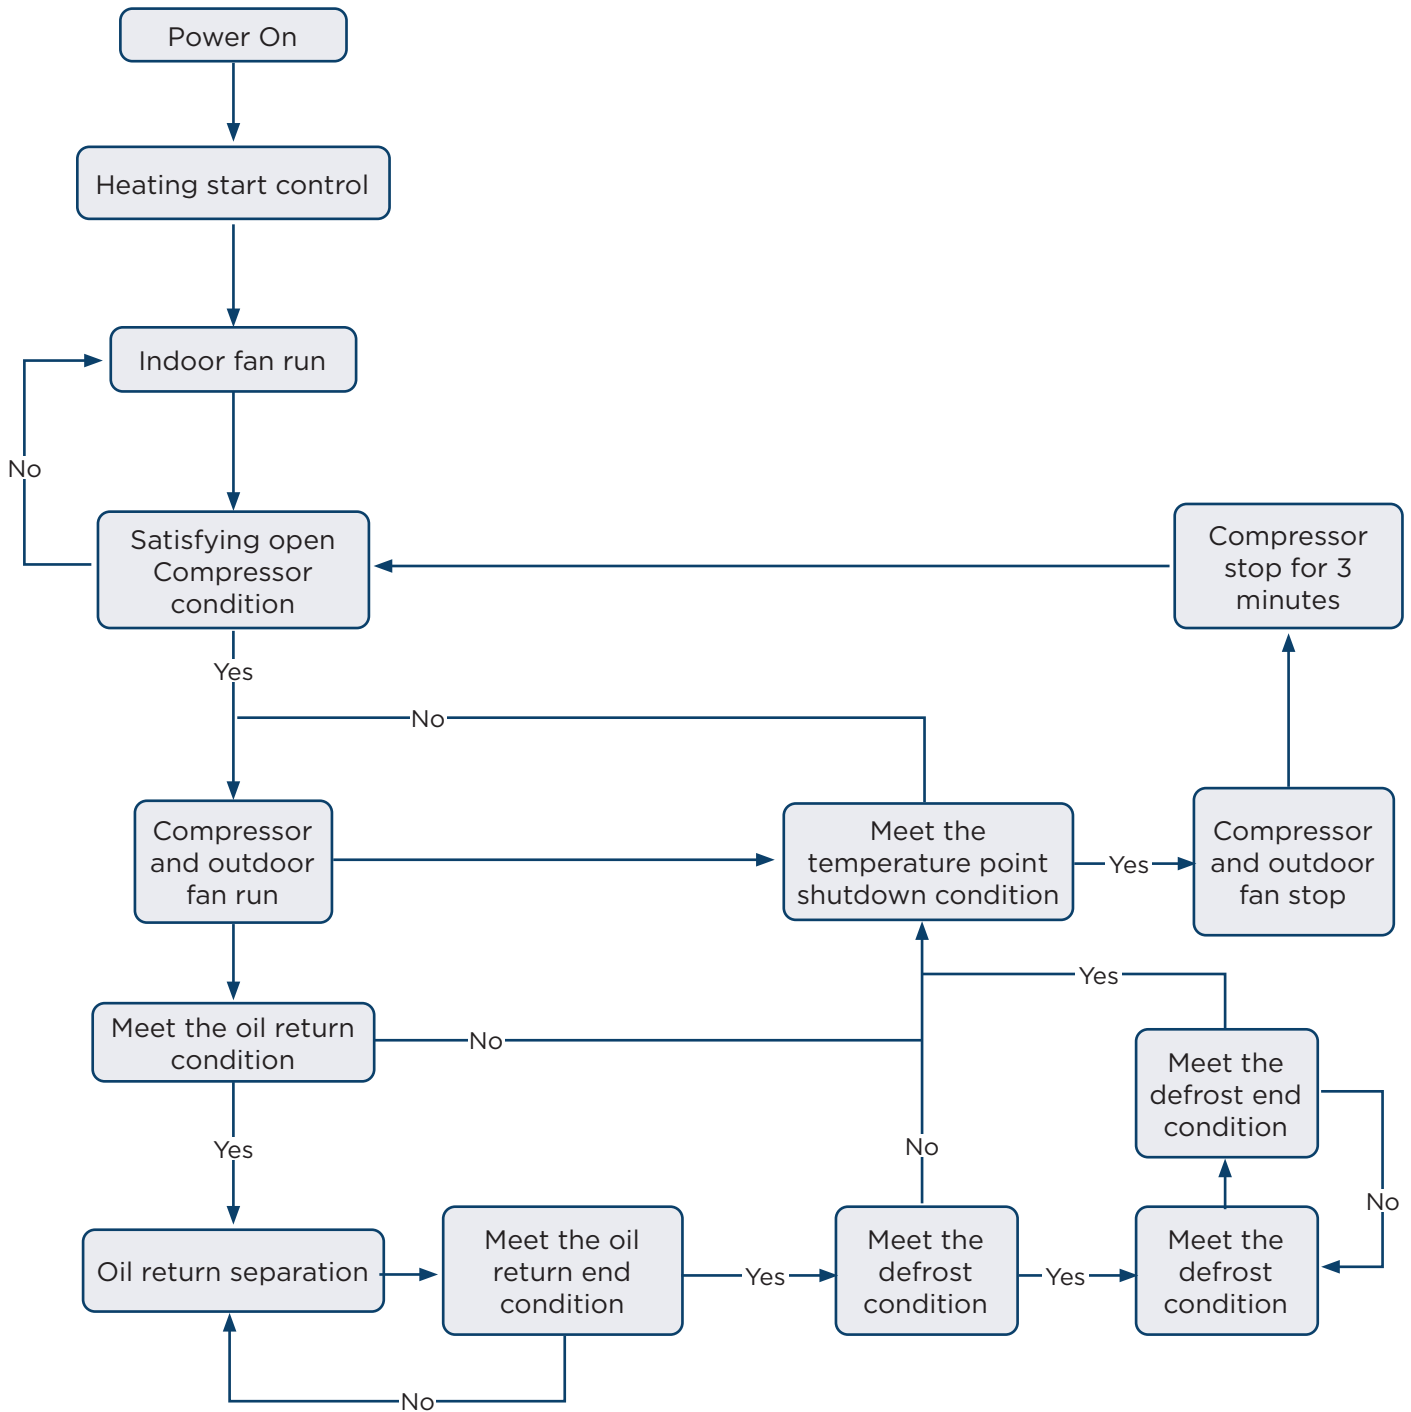 Power On
Heating start control
Indoor fan run
No
Satisfying open
Compressor
condition
Compressor
stop for 3
minutes
Yes
No
Compressor
and outdoor
fan run
Meet the
temperature point
shutdown condition
Yes
Compressor
and outdoor
fan stop
Yes
Meet the oil return
condition
No
Meet the
defrost end
condition
Yes
No
No
Oil return separation
Meet the oil
return end
condition
Yes
Meet the
defrost
condition
Yes
Meet the
defrost
condition
No